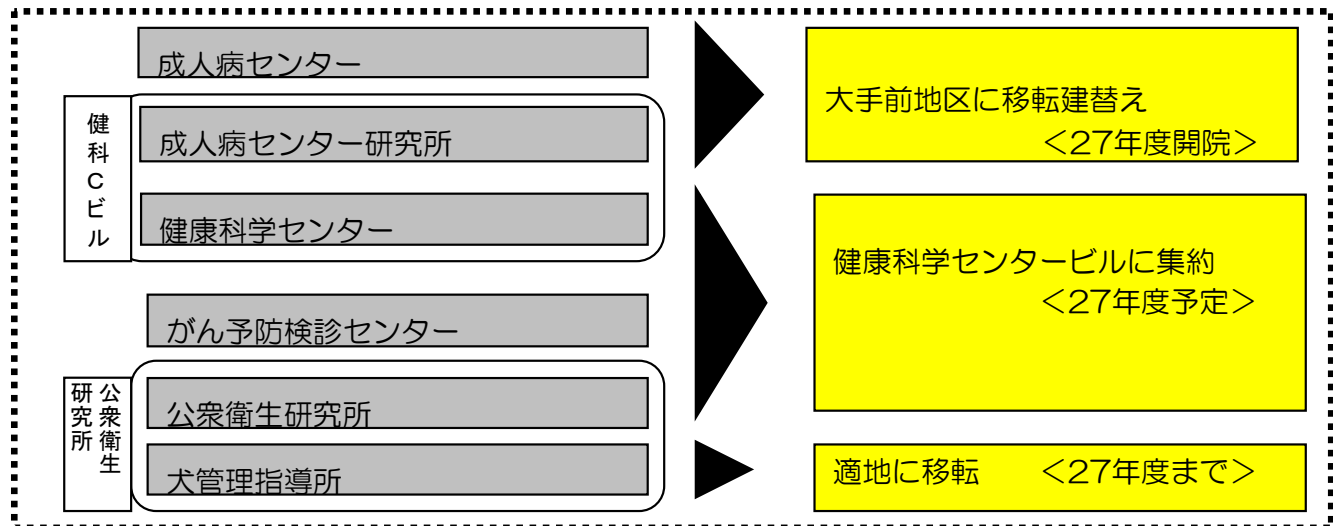 成人病センター
大手前地区に移転建替え
＜27年度開院＞
健科Cビル
成人病センター研究所
健康科学センター
健康科学センタービルに集約
＜27年度予定＞
がん予防検診センター
公衆衛生
研究所
公衆衛生研究所
犬管理指導所
適地に移転　＜27年度まで＞